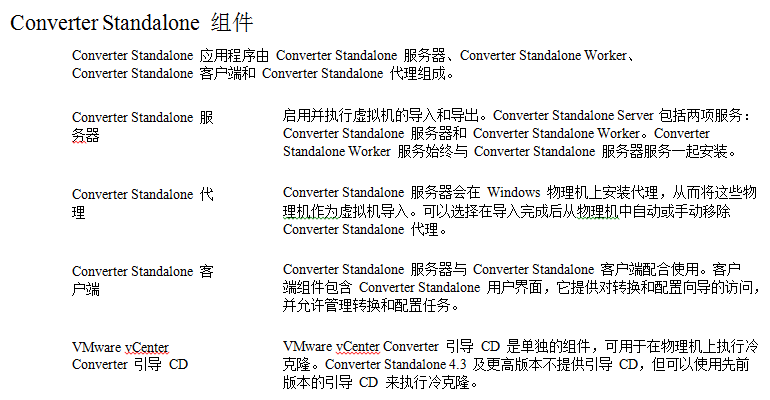 Converter Standalone 组件
Converter Standalone 应用程序由 Converter Standalone 服务器、Converter Standalone Worker、
Converter Standalone 客户端和 Converter Standalone 代理组成。
Converter Standalone 服
务器
启用并执行虚拟机的导入和导出。Converter Standalone Server 包括两项服务：
Converter Standalone 服务器和 Converter Standalone Worker。Converter
Standalone Worker 服务始终与 Converter Standalone 服务器服务一起安装。
Converter Standalone 代
理
Converter Standalone 服务器会在 Windows 物理机上安装代理，从而将这些物
理机作为虚拟机导入。可以选择在导入完成后从物理机中自动或手动移除
Converter Standalone 代理。
Converter Standalone 客
户端
Converter Standalone 服务器与 Converter Standalone 客户端配合使用。客户
端组件包含 Converter Standalone 用户界面，它提供对转换和配置向导的访问，
并允许管理转换和配置任务。
VMware vCenter
Converter 引导 CD
VMware vCenter Converter 引导 CD 是单独的组件，可用于在物理机上执行冷
克隆。Converter Standalone 4.3 及更高版本不提供引导 CD，但可以使用先前
版本的引导 CD 来执行冷克隆。